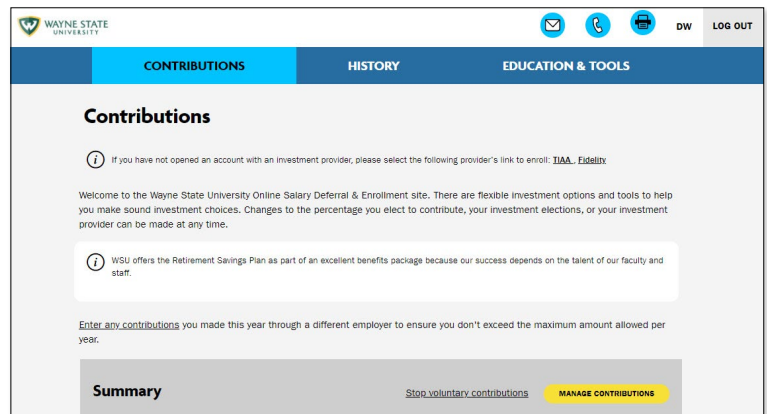 WAYNE STATE
UNIVERSITY
DW
LOG OUT
CONTRIBUTIONS
HISTORY
EDUCATION & TOOLS
Contributions
If you have not opened an account with an investment provider, please select the following provider's link to enroll: TIAA , Fidelity
Welcome to the Wayne State University Online Salary Deferral & Enrollment site. There are flexible investment options and tools to help
you make sound investment choices. Changes to the percentage you elect to contribute, your investment elections, or your investment
provider can be made at any time.
WSU offers the Retirement Savings Plan as part of an excellent benefits package because our success depends on the talent of our faculty and
staff.
Enter any contributions you made this year through a different employer to ensure you don't exceed the maximum amount allowed per
year.
Summary
Stop voluntary contributions
MANAGE CONTRIBUTIONS